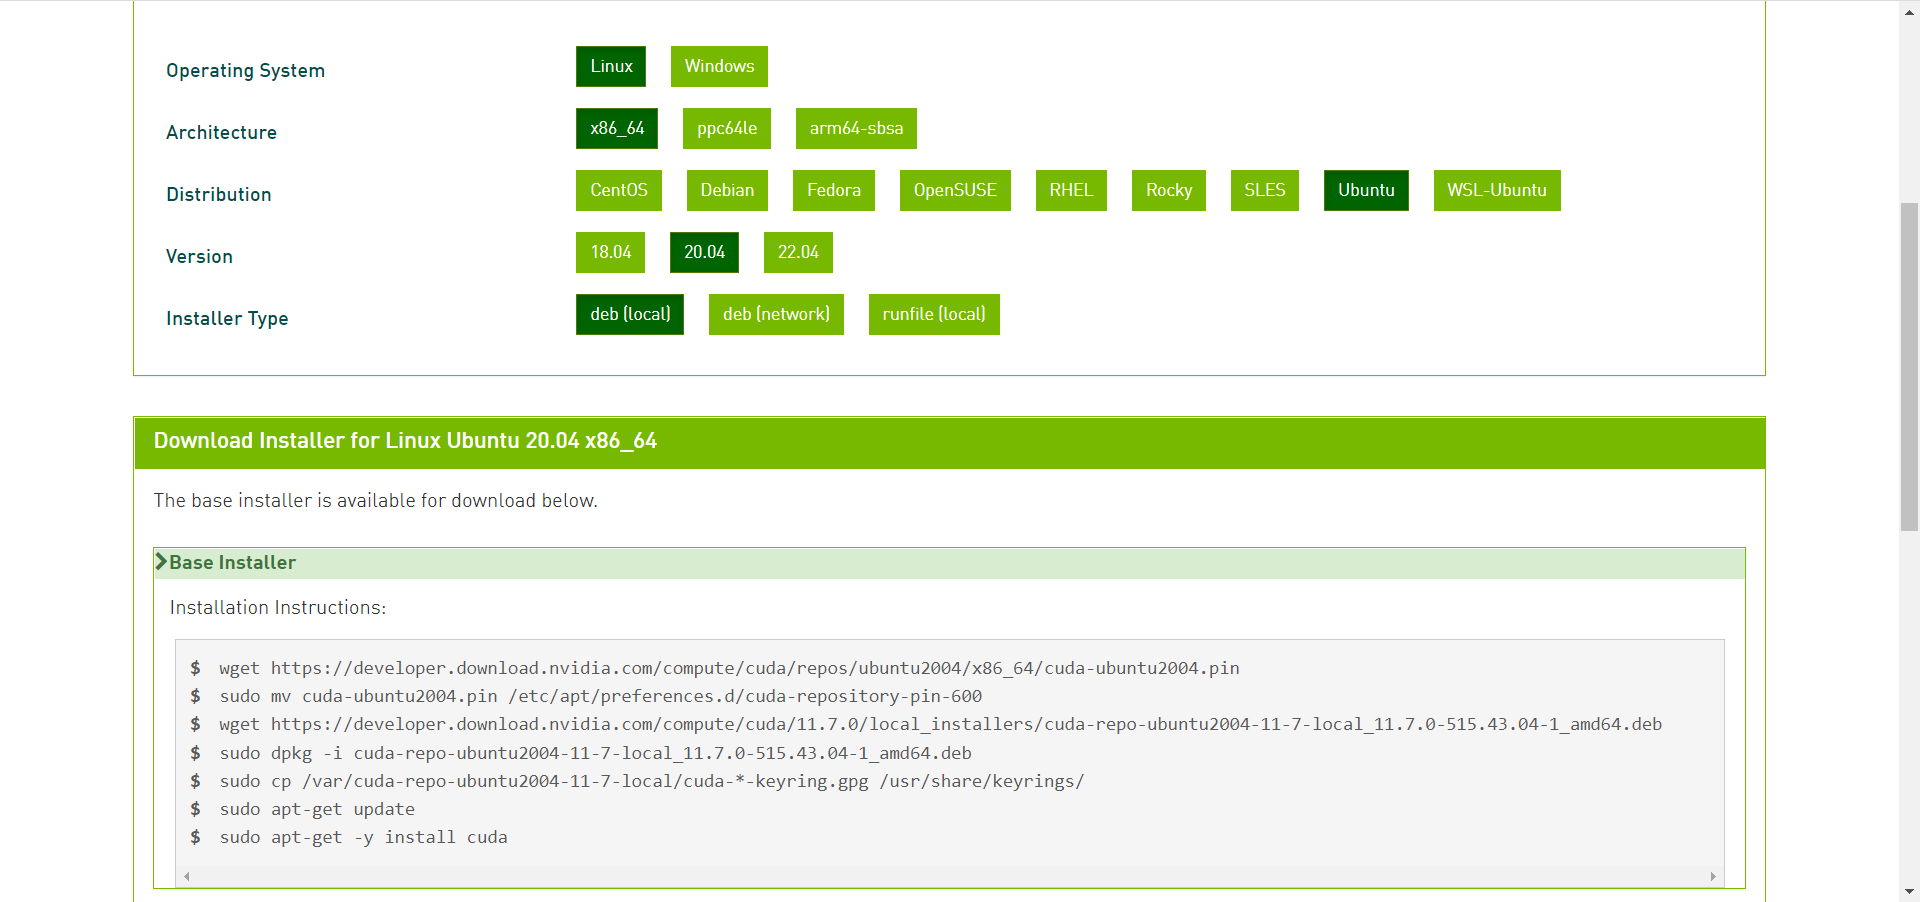 Operating System Linux Windows
Architecture x86_64 ppc64le arm64-sbsa
Distribution CentOS Debian Fedora OpenSUSE RHEL Rocky SLES Ubuntu WSL-Ubuntu
Version 18.04 20.04 22.04
Installer Type deb (local) deb (network) runfile (local)
Download Installer for Linux Ubuntu 20.04 x86_64
The base installer is available for download below.
Base Installer
Installation Instructions:
$ wget https://developer.download.nvidia.com/compute/cuda/repos/ubuntu2004/x86_64/cuda-ubuntu2004.pin
$ sudo mv cuda-ubuntu2004.pin /etc/apt/preferences.d/cuda-repository-pin-600
$ wget https://developer.download.nvidia.com/compute/cuda/11.7.0/local_installers/cuda-repo-ubuntu2004-11-7-local_11.7.0-515.43.04-1_amd64.deb
$ sudo dpkg -i cuda-repo-ubuntu2004-11-7-local_11.7.0-515.43.04-1_amd64.deb
$ sudo cp /var/cuda-repo-ubuntu2004-11-7-local/cuda-*-keyring.gpg /usr/share/keyrings/
$ sudo apt-get update
$ sudo apt-get -y install cuda